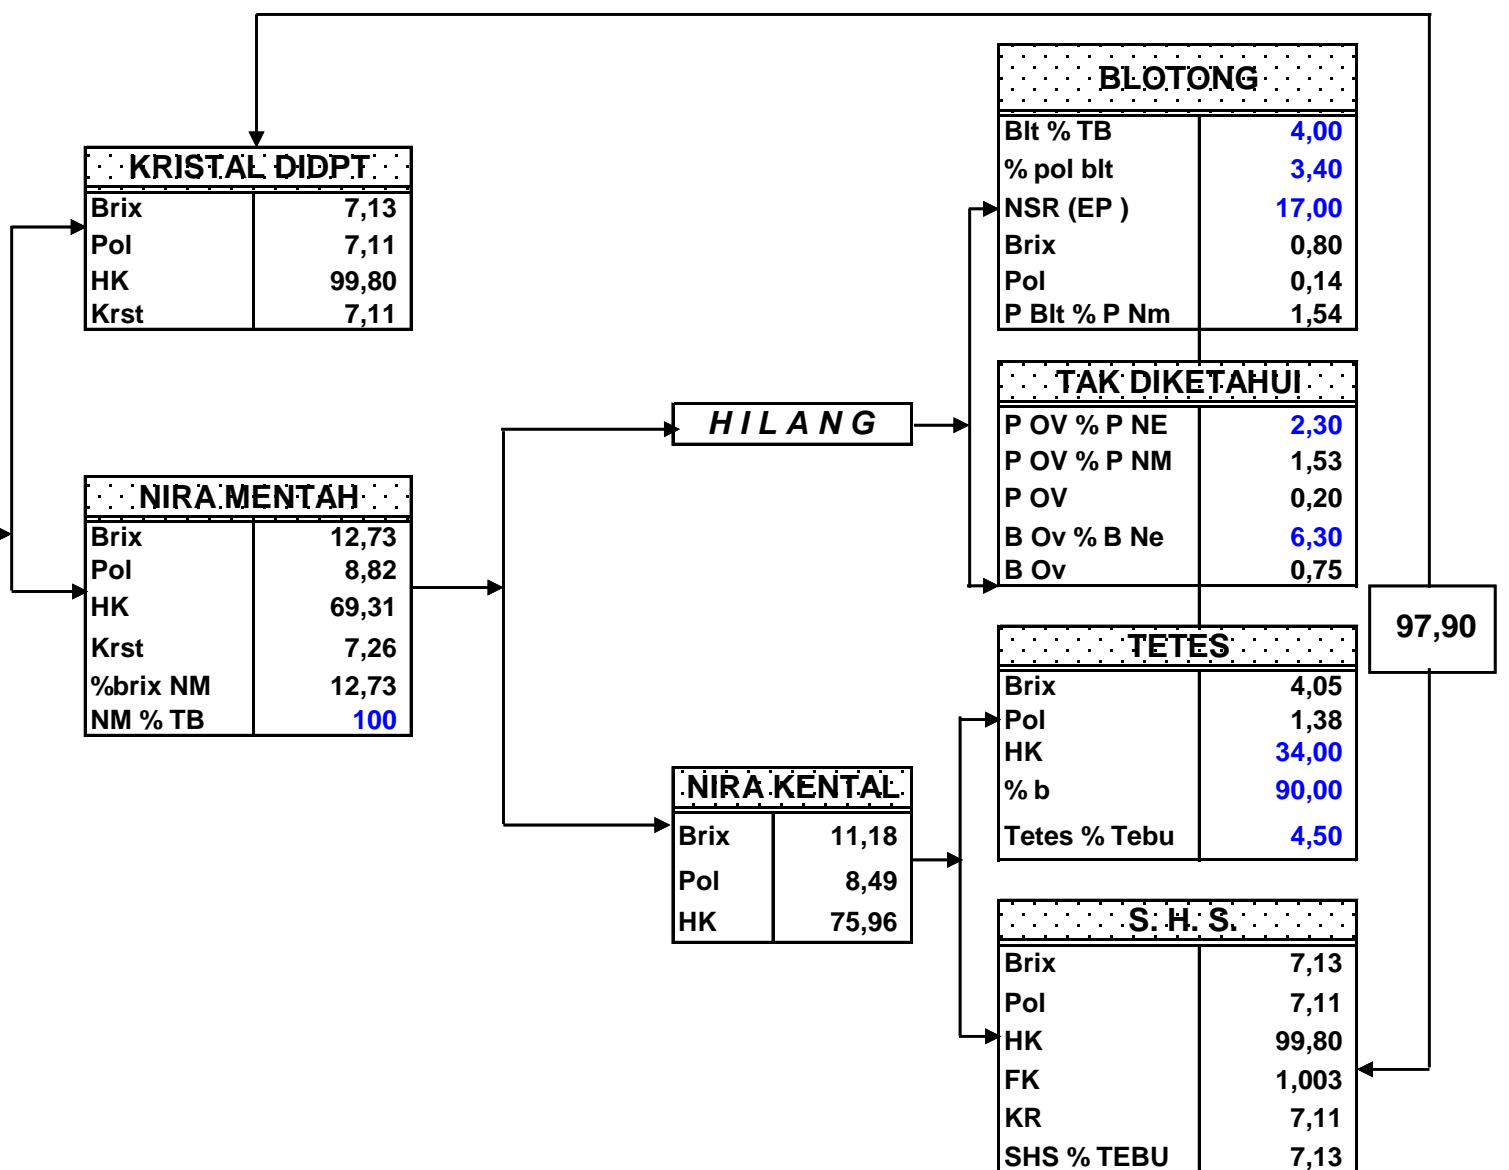 KRISTAL DIDPT
Brix 7,13
Pol 7,11
HK 99,80
Krst 7,11
NIRA MENTAH
Brix 12,73
Pol 8,82
HK 69,31
Krst 7,26
%brix NM 12,73
NM % TB 100
H I L A N G
NIRA KENTAL
Brix 11,18
Pol 8,49
HK 75,96
BLOTONG
Blt % TB 4,00
% pol blt 3,40
NSR (EP ) 17,00
Brix 0,80
Pol 0,14
P Blt % P Nm 1,54
TAK DIKETAHUI
P OV % P NE 2,30
P OV % P NM 1,53
P OV 0,20
B Ov % B Ne 6,30
B Ov 0,75
TETES
Brix 4,05
Pol 1,38
HK 34,00
% b 90,00
Tetes % Tebu 4,50
S. H. S.
Brix 7,13
Pol 7,11
HK 99,80
FK 1,003
KR 7,11
SHS % TEBU 7,13
97,90